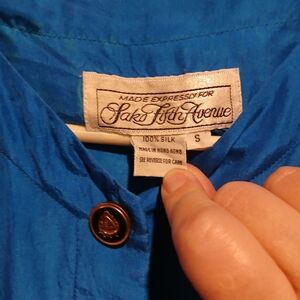 MADE EXPRESSLY FOR
Saks Fifth Avenue
100% SILK S
MADE IN HONG KONG
SEE REVERSE FOR CARE